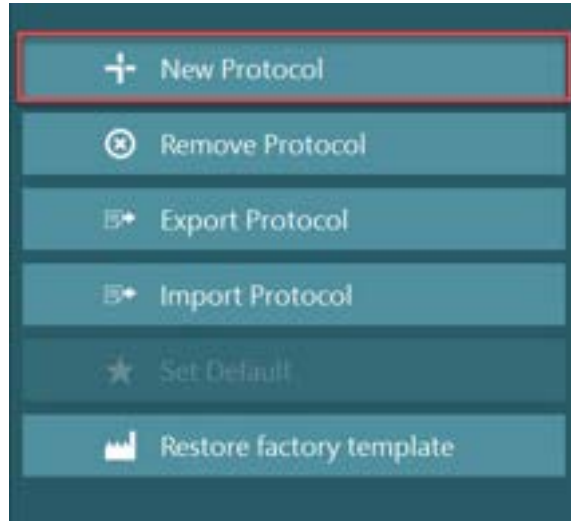 New Protocol
Remove Protocol
Export Protocol
Import Protocol
Set Default
Restore factory template